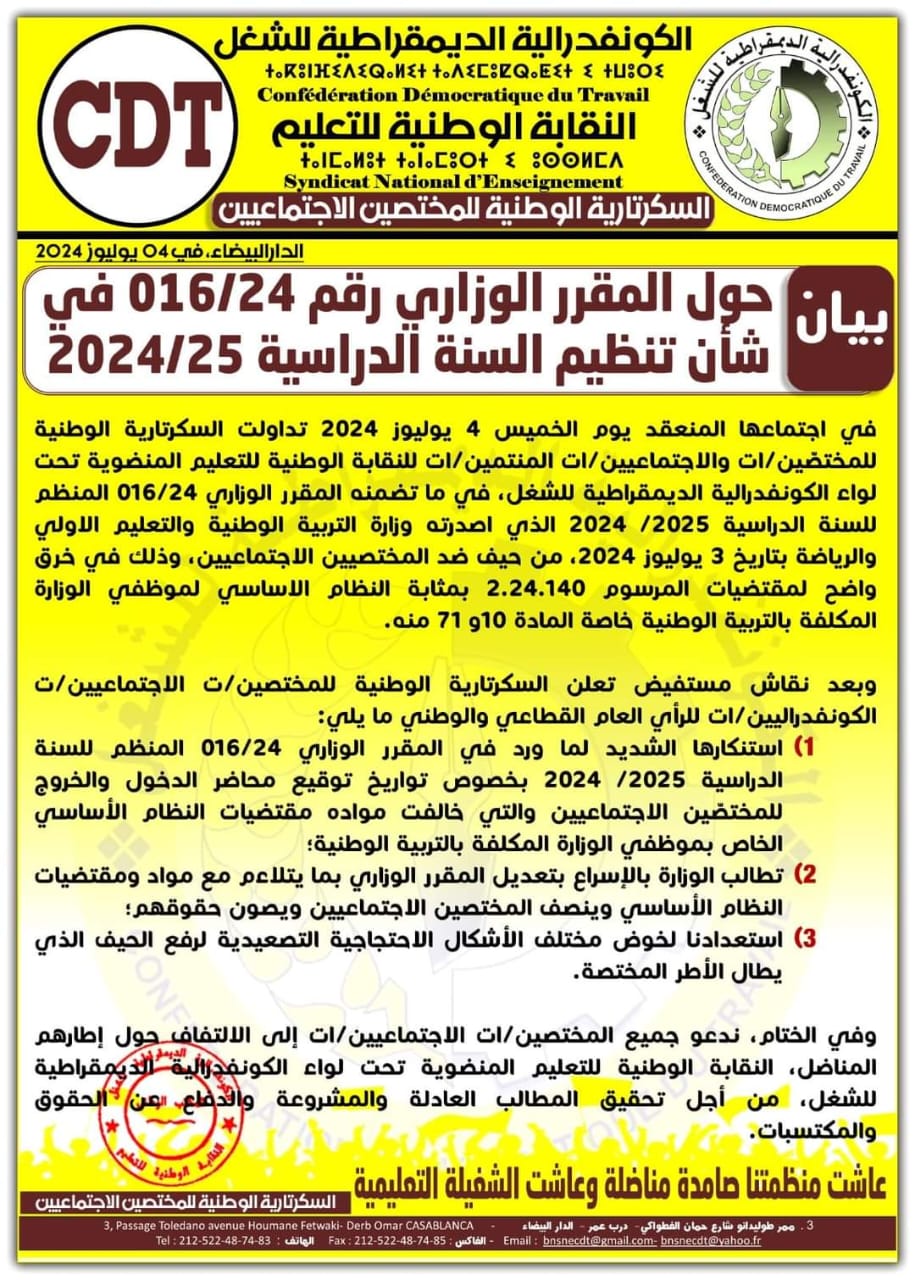 الكونفدرالية الديمقراطية للشغل
Confédération Démocratique du Travail
النقابة الوطنية للتعليم
Syndicat National d'Enseignement
السكرتارية الوطنية للمختصين الاجتماعيين
CDT
الكونفدرالية الديمقراطية للشغل
CONFEDERATION DEMOCRATIQUE DU TRAVAIL
الدارالبيضاء، في 04 يوليوز 2024
بيان
حول المقرر الوزاري رقم 016/24 في
شأن تنظيم السنة الدراسية 2024/25
في اجتماعها المنعقد يوم الخميس 4 يوليوز 2024 تداولت السكرتارية الوطنية
للمختصّين/ات والاجتماعيين/ات المنتمين/ات للنقابة الوطنية للتعليم المنضوية تحت
لواء الكونفدرالية الديمقراطية للشغل، في ما تضمنه المقرر الوزاري 016/24 المنظم
للسنة الدراسية 2025/ 2024 الذي اصدرته وزارة التربية الوطنية والتعليم الاولي
والرياضة بتاريخ 3 يوليوز 2024، من حيف ضد المختصيين الاجتماعيين، وذلك في خرق
واضح لمقتضيات المرسوم 2.24.140 بمثابة النظام الاساسي لموظفي الوزارة
المكلفة بالتربية الوطنية خاصة المادة 10و 71 منه.
وبعد نقاش مستفيض تعلن السكرتارية الوطنية للمختصين/ت الاجتماعيين/ت
الكونفدراليين/ات للرأي العام القطاعي والوطني ما يلي:
1) استنكارها الشديد لما ورد في المقرر الوزاري 016/24 المنظم للسنة
الدراسية 2025/ 2024 بخصوص تواريخ توقيع محاضر الدخول والخروج
للمختصّين الاجتماعيين والتي خالفت مواده مقتضيات النظام الأساسي
الخاص بموظفي الوزارة المكلفة بالتربية الوطنية؛
2) تطالب الوزارة بالإسراع بتعديل المقرر الوزاري بما يتلاءم مع مواد ومقتضيات
النظام الأساسي وينصف المختصين الاجتماعيين ويصون حقوقهم؛
3) استعدادنا لخوض مختلف الأشكال الاحتجاجية التصعيدية لرفع الحيف الذي
يطال الأطر المختصة.
وفي الختام، ندعو جميع المختصين/ات الاجتماعيين/ات إلى الالتفاف حول إطارهم
المناضل، النقابة الوطنية للتعليم المنضوية تحت لواء الكونفدرالية الديمقراطية
للشغل، من أجل تحقيق المطالب العادلة والمشروعة والدفاع عن الحقوق
والمكتسبات.
عاشت منظمتنا صامدة مناضلة وعاشت الشغيلة التعليمية
السكرتارية الوطنية للمختصين الاجتماعيين
3 . ممر طوليدانو شارع حمان الفطواكي- درب عمر - الدار البيضاء - 3, Passage Toledano avenue Houmane Fetwaki- Derb Omar CASABLANCA
Tel : 212-522-48-74-83 : الهاتف Fax : 212-522-48-74-85 : الفاكس - Email : bnsnecdt@gmail.com- bnsnecdt@yahoo.fr